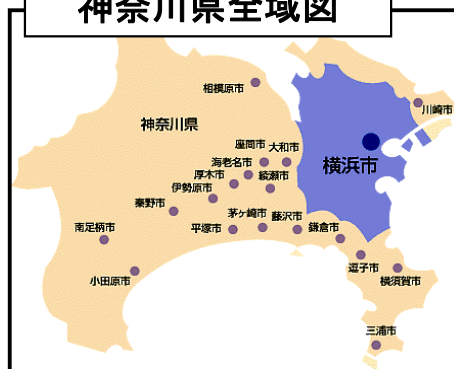 神奈川県全域図
相模原市
川崎市
神奈川県
座間市
大和市
横浜市
海老名市
厚木市
綾瀬市
伊勢原市
秦野市
茅ヶ崎市
藤沢市
南足柄市
平塚市
鎌倉市
逗子市
小田原市
横須賀市
三浦市